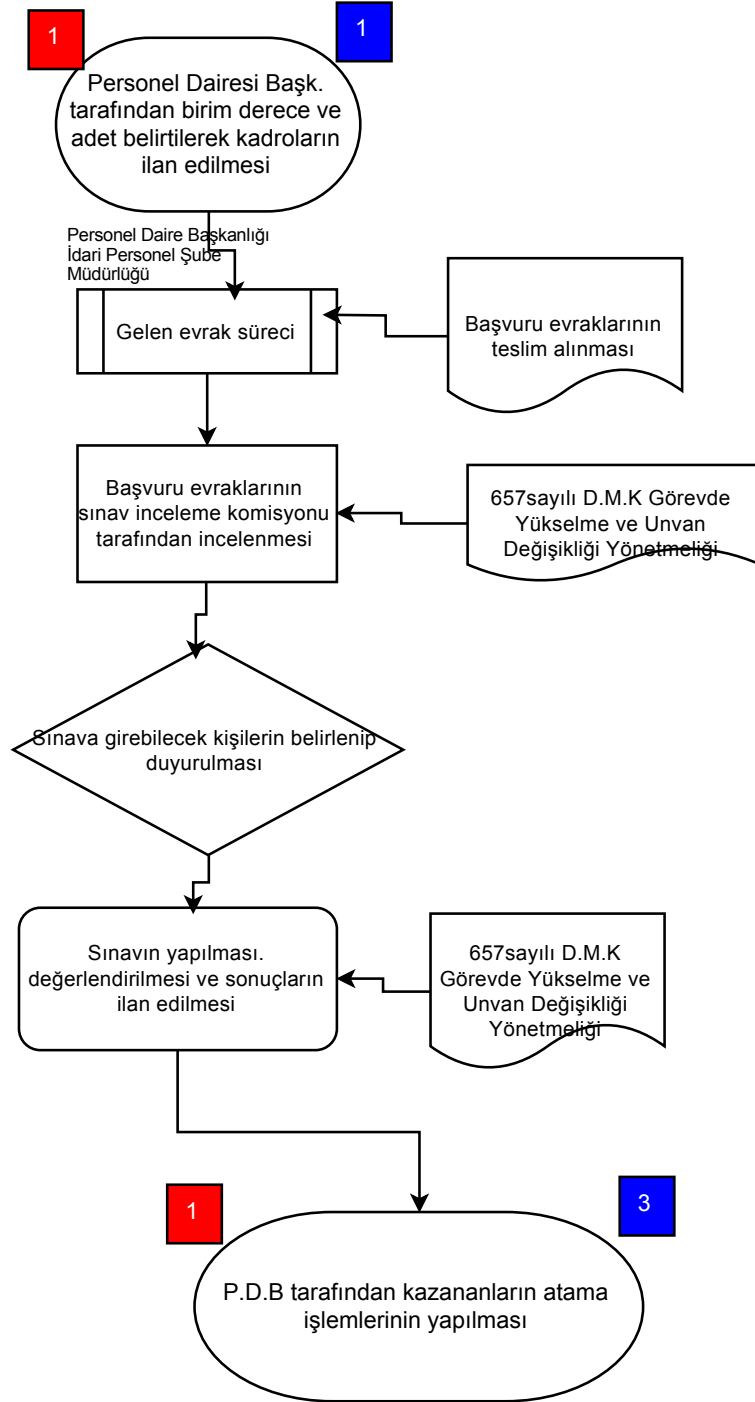 1
1
Personel Dairesi Başk.
tarafından birim derece ve
adet belirtilerek kadroların
ilan edilmesi
Personel Daire Başkanlığı
İdari Personel Şube
Müdürlüğü
Gelen evrak süreci
Başvuru evraklarının
teslim alınması
Başvuru evraklarının
sınav inceleme komisyonu
tarafından incelenmesi
657sayılı D.M.K Görevde
Yükselme ve Unvan
Değişikliği Yönetmeliği
Sınava girebilecek kişilerin belirlenip
duyurulması
Sınavın yapılması.
değerlendirilmesi ve sonuçların
ilan edilmesi
657sayılı D.M.K
Görevde Yükselme ve
Unvan Değişikliği
Yönetmeliği
1
3
P.D.B tarafından kazananların atama
işlemlerinin yapılması